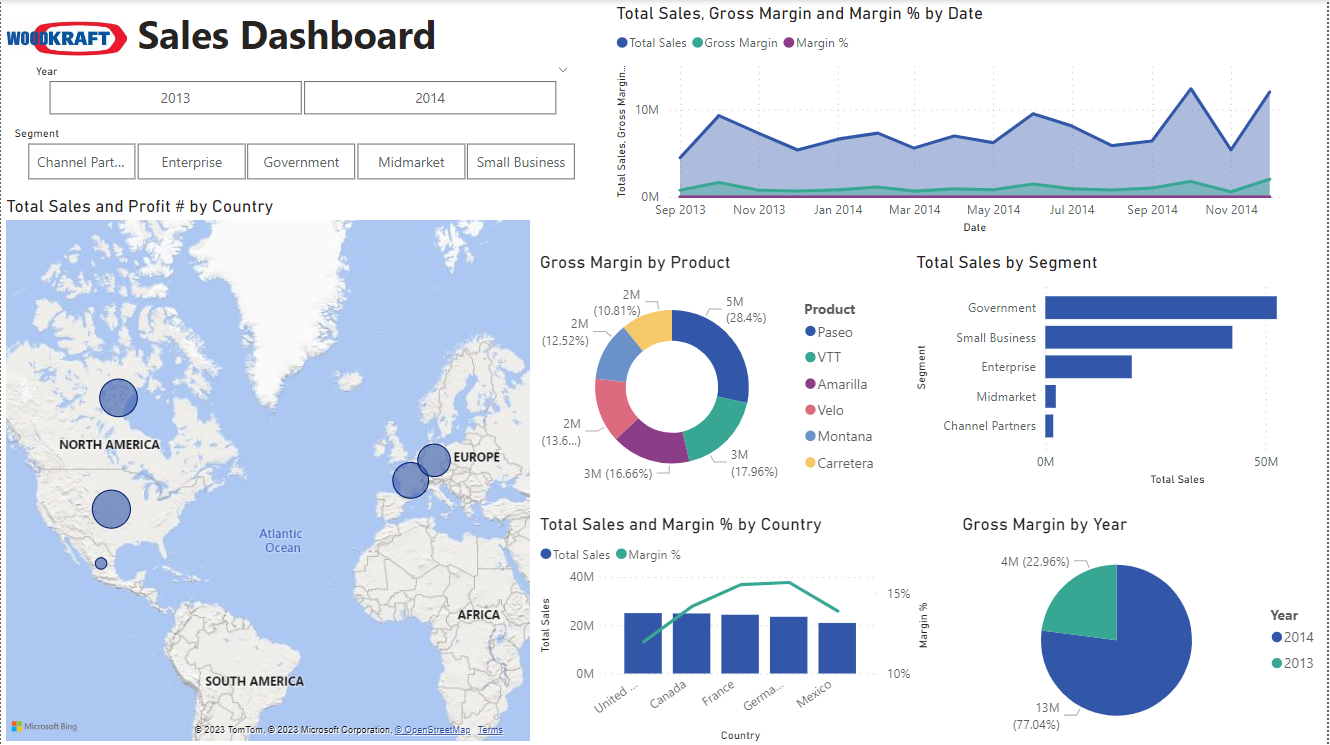 WOODKRAFT
Sales Dashboard
Year
2013
2014
Segment
Channel Part...
Enterprise
Government
Midmarket
Small Business
Total Sales and Profit # by Country
NORTH AMERICA
EUROPE
Atlantic
Ocean
AFRICA
SOUTH AMERICA
Microsoft Bing
© 2023 TomTom, © 2023 Microsoft Corporation, © OpenStreetMap Terms
Total Sales, Gross Margin and Margin % by Date
Total Sales Gross Margin Margin %
Total Sales, Gross Margin...
10M
0M
Sep 2013 Nov 2013 Jan 2014 Mar 2014 May 2014 Jul 2014 Sep 2014 Nov 2014
Date
Gross Margin by Product
5M
(28.4%)
3M
(17.96%)
3M (16.66%)
2M
(13.6...)
2M
(12.52%)
2M
(10.81%)
Product
Paseo
VTT
Amarilla
Velo
Montana
Carretera
Total Sales by Segment
Segment
Government
Small Business
Enterprise
Midmarket
Channel Partners
0M 50M
Total Sales
Total Sales and Margin % by Country
Total Sales Margin %
Total Sales
40M
20M
0M
15%
10%
Margin %
United ...
Canada
France
Germa...
Mexico
Country
Gross Margin by Year
4M (22.96%)
13M
(77.04%)
Year
2014
2013